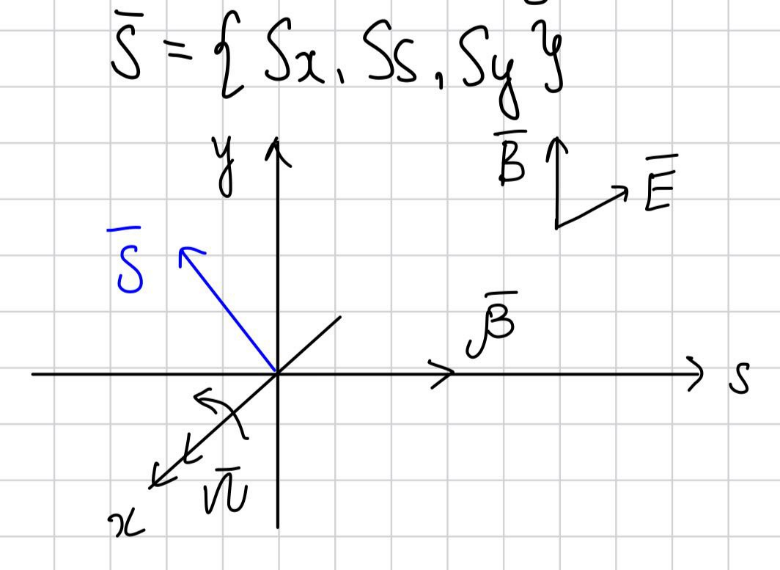 S̄ = { Sx, Ss, Sy }
y
B̄
Ē
S̄
β̄
s
x